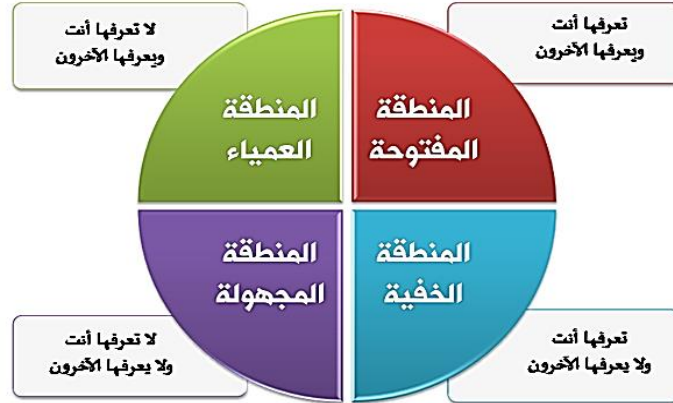 تعرفها أنت
ويعرفها الآخرون
لا تعرفها أنت
ويعرفها الآخرون
المنطقة
المفتوحة
المنطقة
العمياء
المنطقة
الخفية
المنطقة
المجهولة
تعرفها أنت
ولا يعرفها الآخرون
لا تعرفها أنت
ولا يعرفها الآخرون